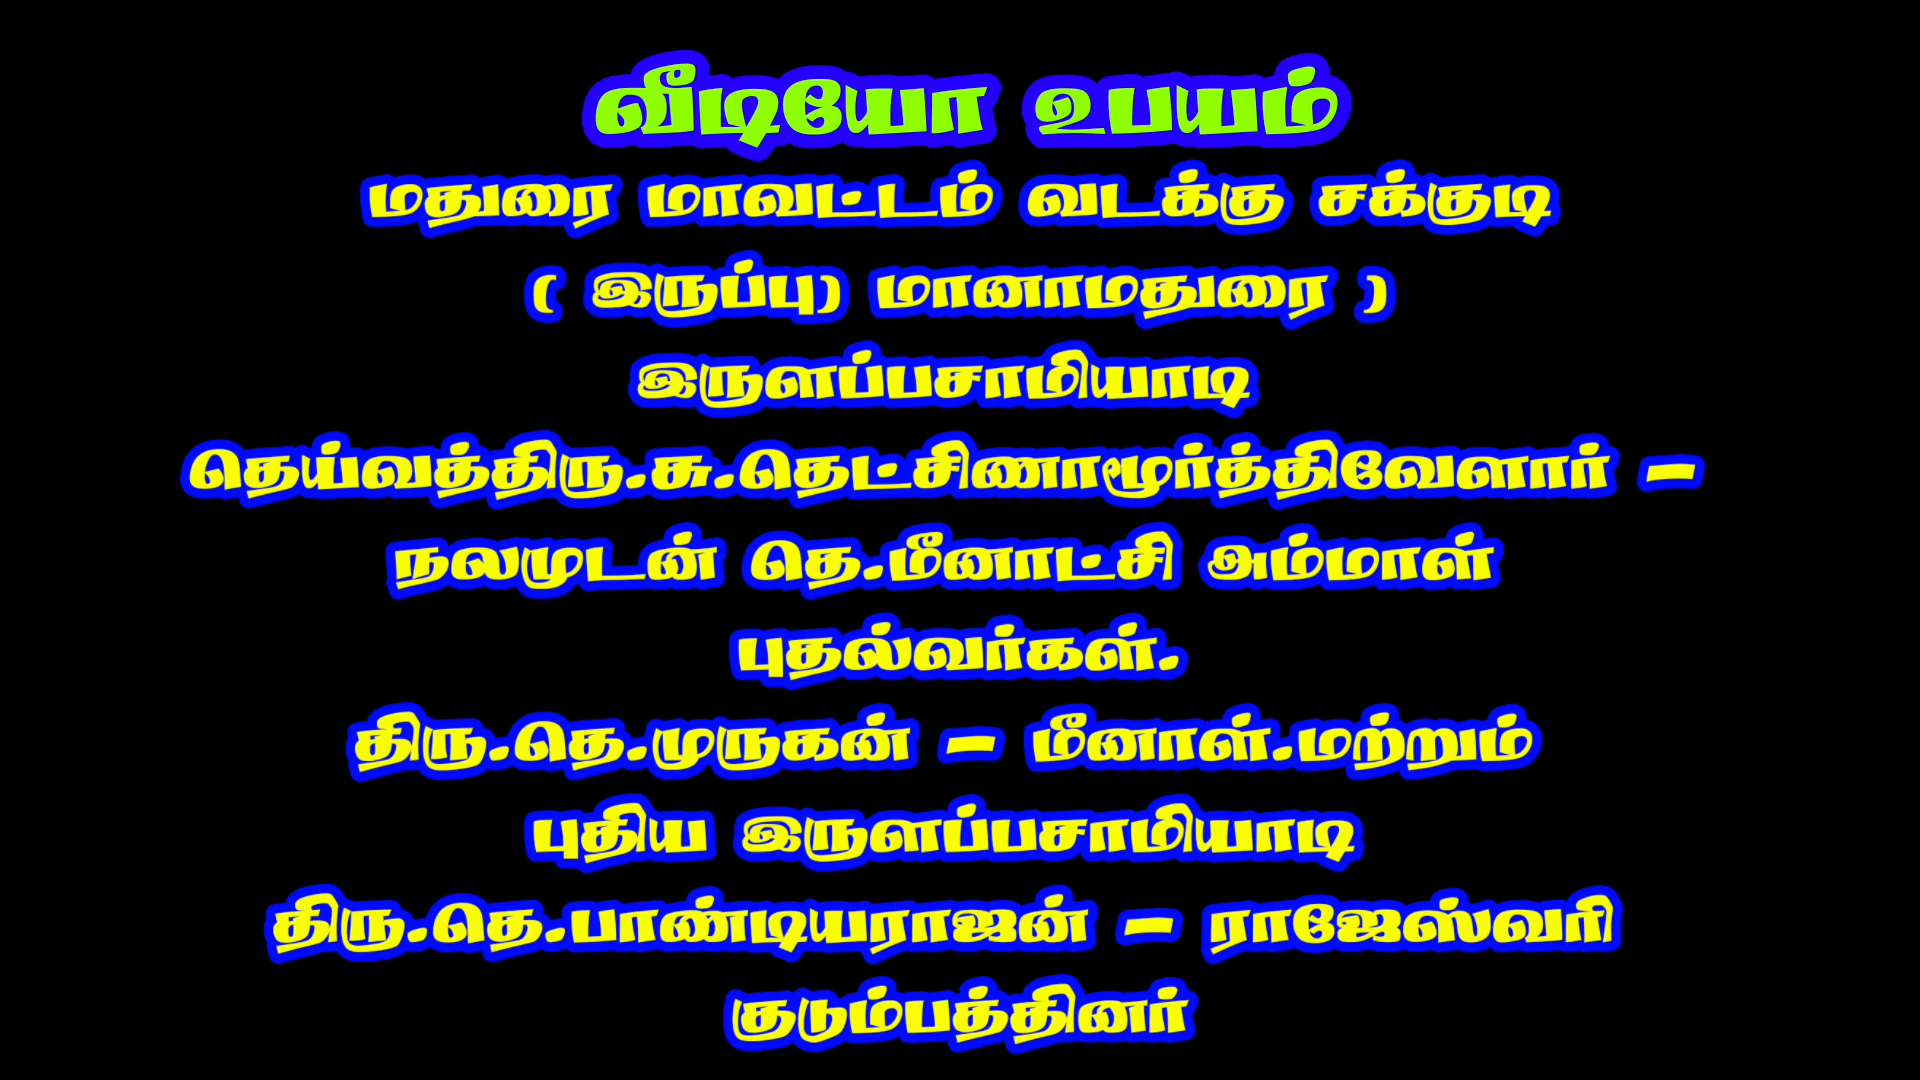 வீடியோ உபயம்
மதுரை மாவட்டம் வடக்கு சக்குடி
( இருப்பு) மானாமதுரை )
இருளப்பசாமியாடி
தெய்வத்திரு.சு.தெட்சிணாமூர்த்திவேளார் -
நலமுடன் தெ.மீனாட்சி அம்மாள்
புதல்வர்கள்.
திரு.தெ.முருகன் - மீனாள்.மற்றும்
புதிய இருளப்பசாமியாடி
திரு.தெ.பாண்டியராஜன் - ராஜேஸ்வரி
குடும்பத்தினர்